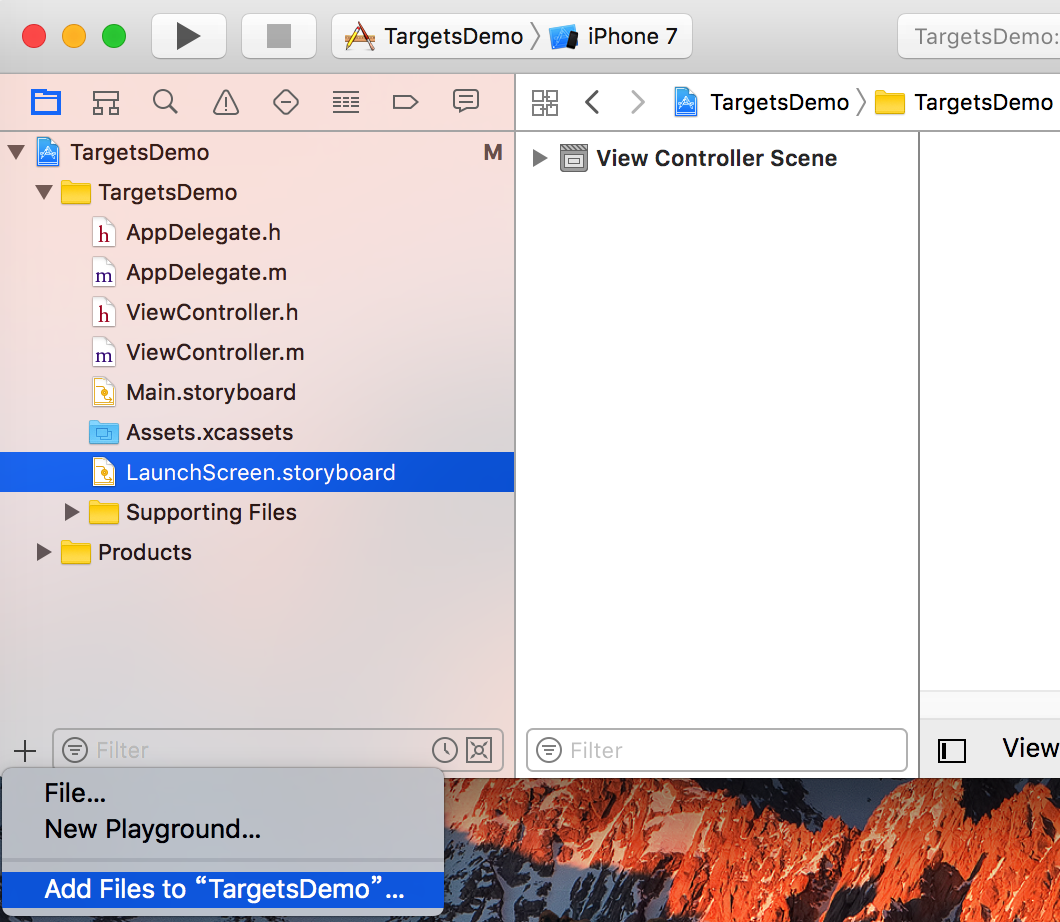 TargetsDemo iPhone 7 TargetsDemo:
TargetsDemo TargetsDemo
TargetsDemo M
View Controller Scene
TargetsDemo
h AppDelegate.h
m AppDelegate.m
h ViewController.h
m ViewController.m
Main.storyboard
Assets.xcassets
LaunchScreen.storyboard
Supporting Files
Products
Filter
Filter
View
File...
New Playground...
Add Files to “TargetsDemo”...